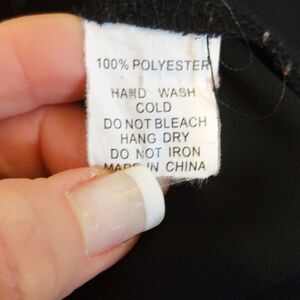 100% POLYESTER
HAND WASH
COLD
DO NOT BLEACH
HANG DRY
DO NOT IRON
MADE IN CHINA